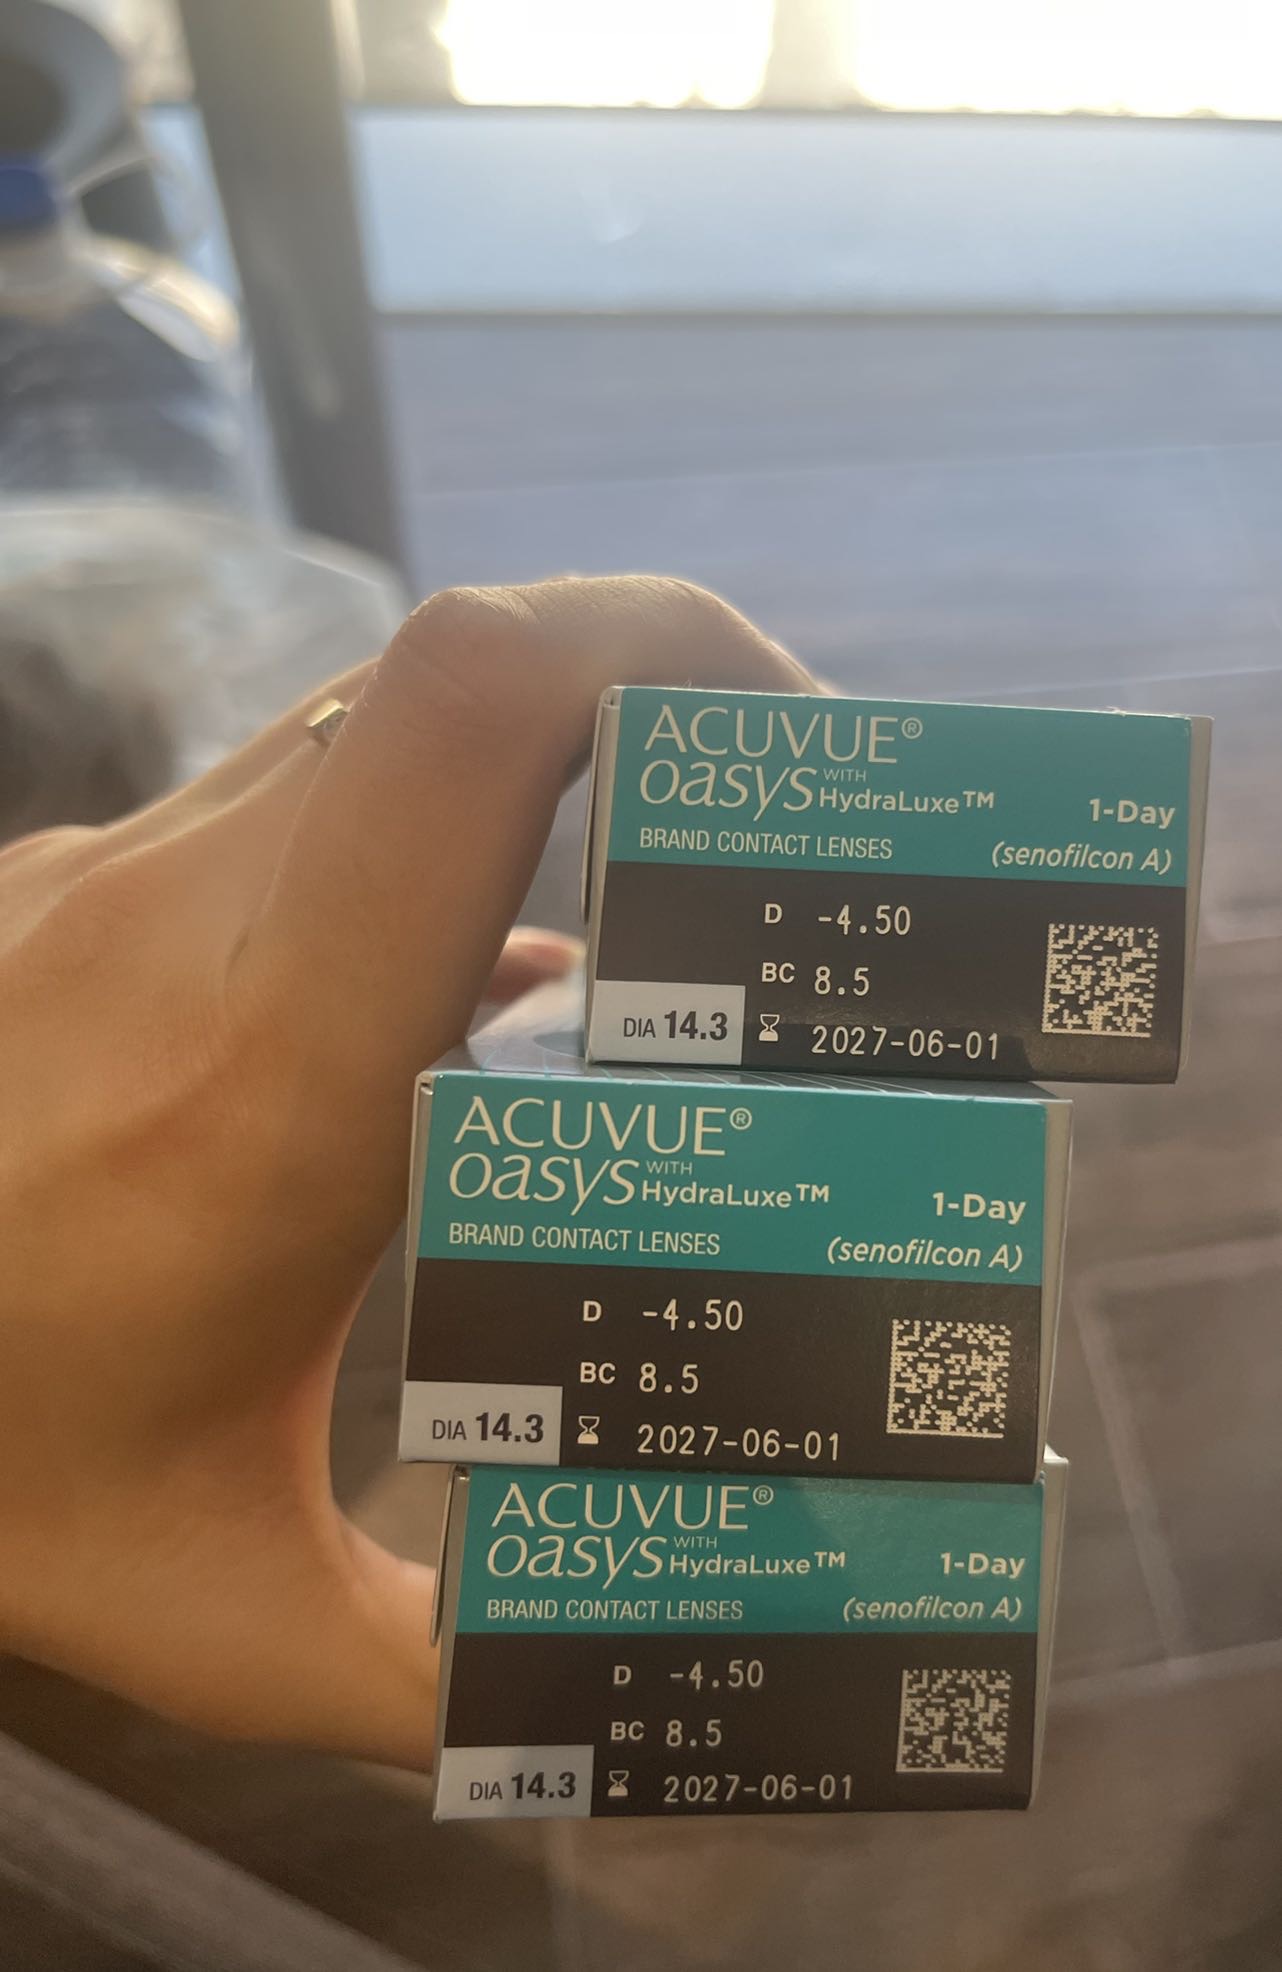 ACUVUE®
OASYS WITH HydraLuxe™ 1-Day
BRAND CONTACT LENSES (senofilcon A)
D -4.50
BC 8.5
DIA 14.3 2027-06-01
ACUVUE®
OASYS WITH HydraLuxe™ 1-Day
BRAND CONTACT LENSES (senofilcon A)
D -4.50
BC 8.5
DIA 14.3 2027-06-01
ACUVUE®
OASYS WITH HydraLuxe™ 1-Day
BRAND CONTACT LENSES (senofilcon A)
D -4.50
BC 8.5
DIA 14.3 2027-06-01